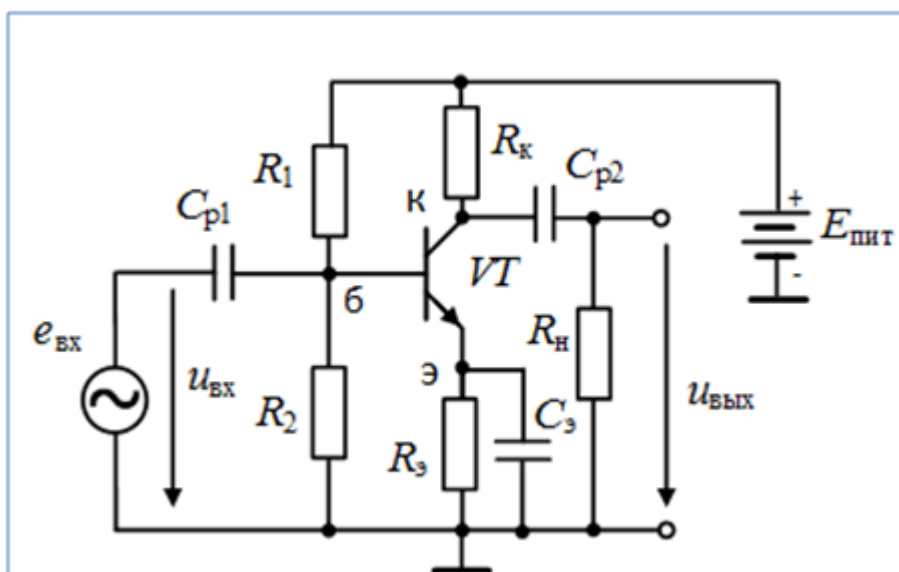 R1
Rк
Cр1
Cр2
к
+
Eпит
-
VT
б
eвх
uвх
Rн
э
uвых
R2
Cэ
Rэ